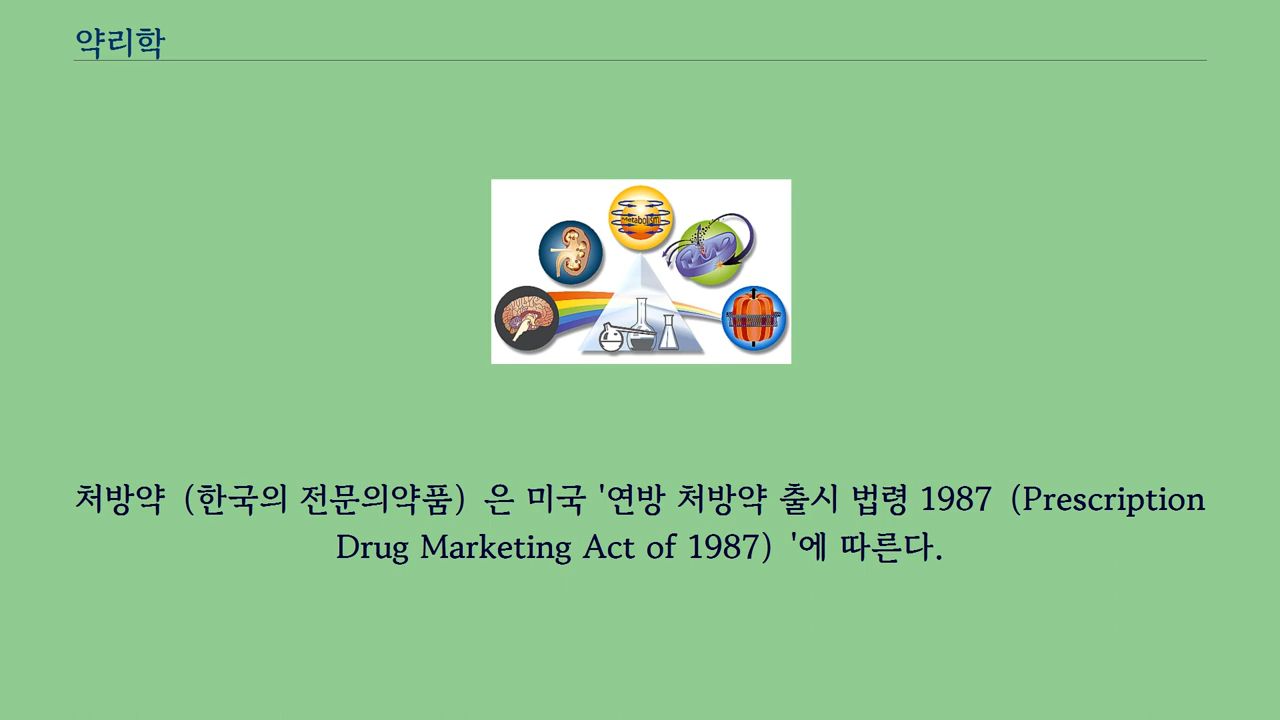 약리학
Metabolism
처방약 (한국의 전문의약품) 은 미국 '연방 처방약 출시 법령 1987 (Prescription
Drug Marketing Act of 1987) '에 따른다.